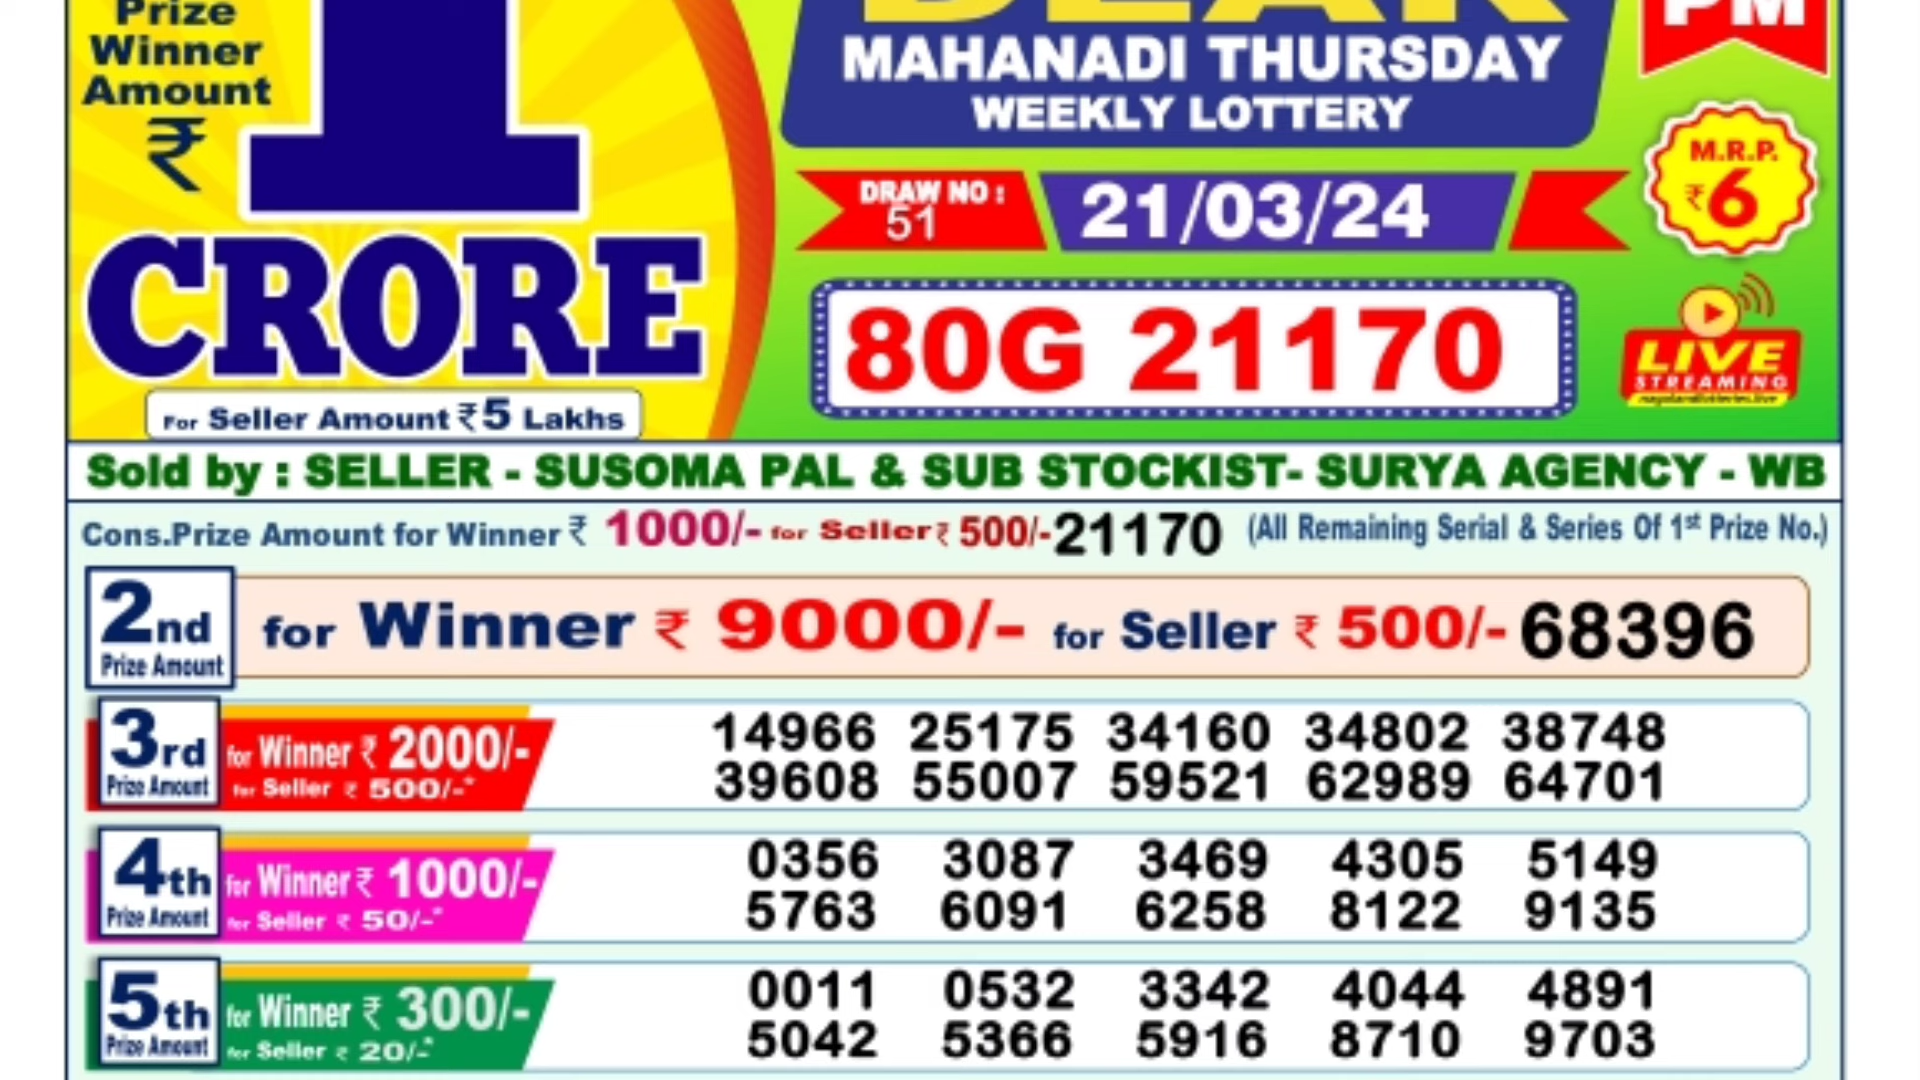 Prize
Winner
Amount
₹
1
CRORE
For Seller Amount ₹5 Lakhs
DEAR
MAHANADI THURSDAY
WEEKLY LOTTERY
PM
DRAW NO :
51
21/03/24
M.R.P.
₹6
80G 21170
LIVE
STREAMING
nagalandlotteries.live
Sold by : SELLER - SUSOMA PAL & SUB STOCKIST- SURYA AGENCY - WB
Cons.Prize Amount for Winner ₹ 1000/- for Seller ₹ 500/- 21170 (All Remaining Serial & Series Of 1st Prize No.)
2nd
Prize Amount
for Winner ₹ 9000/- for Seller ₹ 500/- 68396
3rd
Prize Amount
for Winner ₹ 2000/-
for Seller ₹ 500/-*
14966 25175 34160 34802 38748
39608 55007 59521 62989 64701
4th
Prize Amount
for Winner ₹ 1000/-
for Seller ₹ 50/-*
0356 3087 3469 4305 5149
5763 6091 6258 8122 9135
5th
Prize Amount
for Winner ₹ 300/-
for Seller ₹ 20/-*
0011 0532 3342 4044 4891
5042 5366 5916 8710 9703